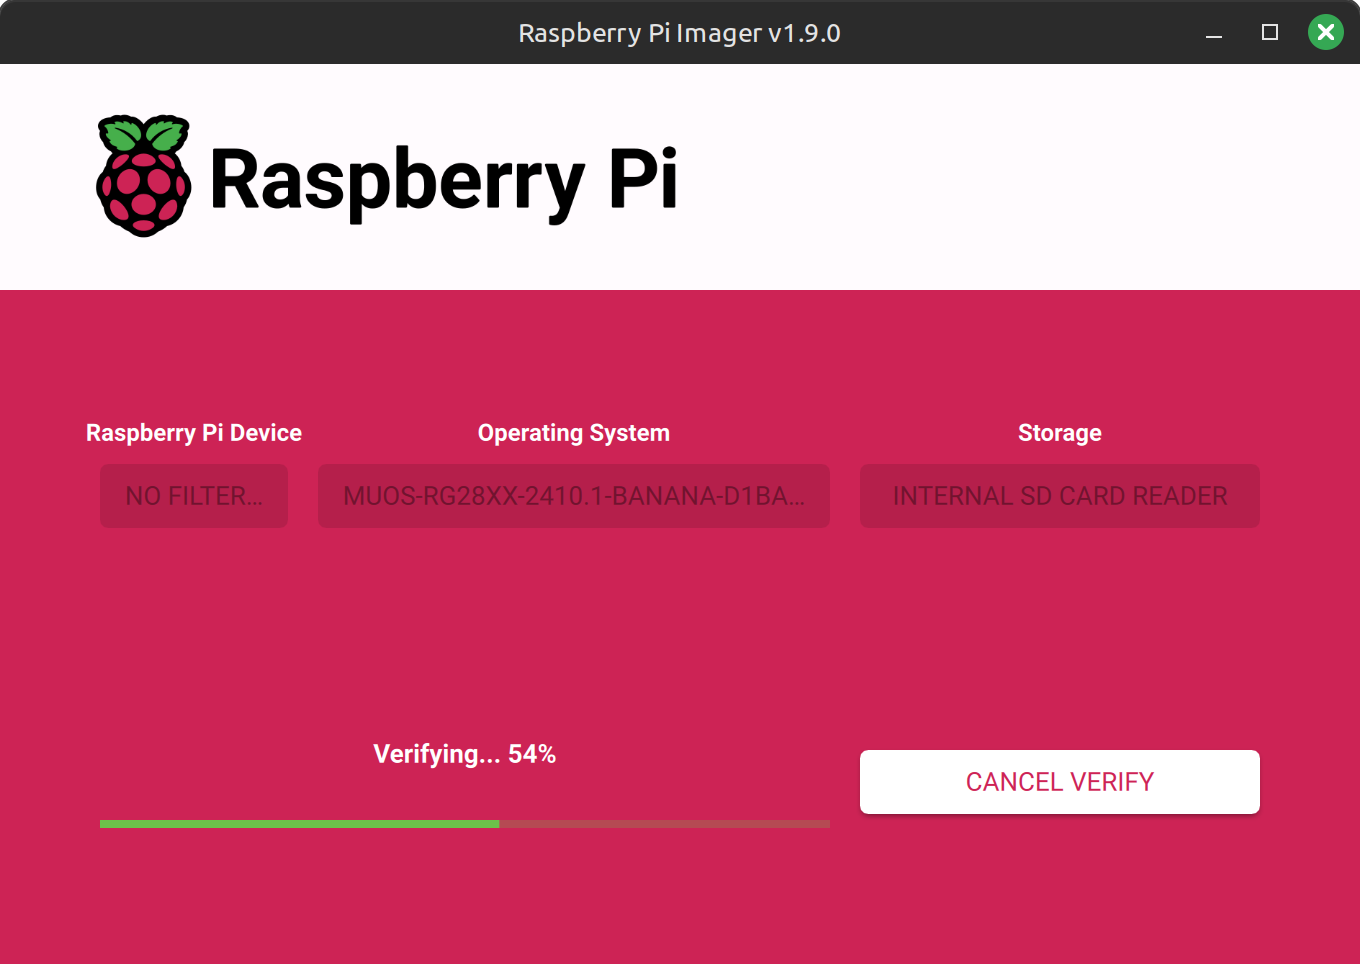 Raspberry Pi Imager v1.9.0
Raspberry Pi
Raspberry Pi Device
Operating System
Storage
NO FILTER...
MUOS-RG28XX-2410.1-BANANA-D1BA...
INTERNAL SD CARD READER
Verifying... 54%
CANCEL VERIFY